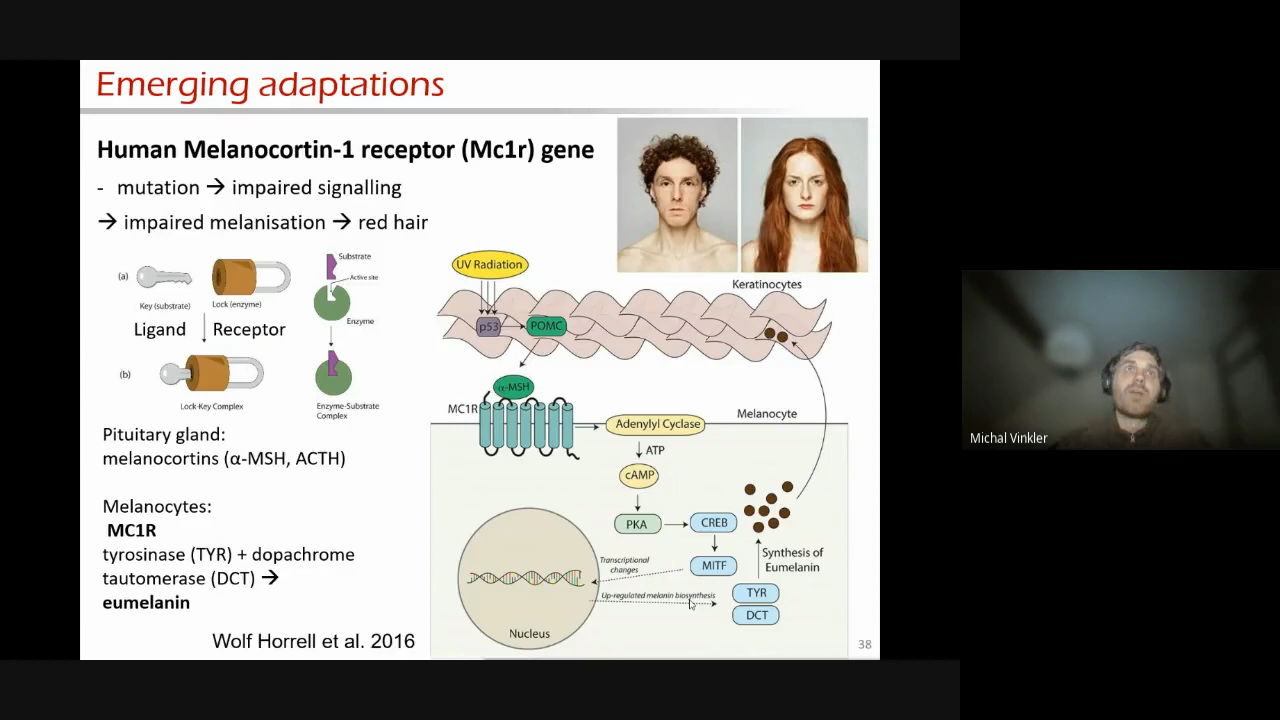 Emerging adaptations
Human Melanocortin-1 receptor (Mc1r) gene
- mutation → impaired signalling
→ impaired melanisation → red hair
(a)
Key (substrate)
Lock (enzyme)
Substrate
Active site
Enzyme
Ligand
Receptor
(b)
Lock-Key Complex
Enzyme-Substrate
Complex
Pituitary gland:
melanocortins (α-MSH, ACTH)
Melanocytes:
MC1R
tyrosinase (TYR) + dopachrome
tautomerase (DCT) →
eumelanin
Wolf Horrell et al. 2016
UV Radiation
Keratinocytes
p53
POMC
α-MSH
MC1R
Melanocyte
Adenylyl Cyclase
ATP
cAMP
PKA
CREB
MITF
Transcriptional
changes
Up-regulated melanin biosynthesis
Synthesis of
Eumelanin
TYR
DCT
Nucleus
38
Michal Vinkler